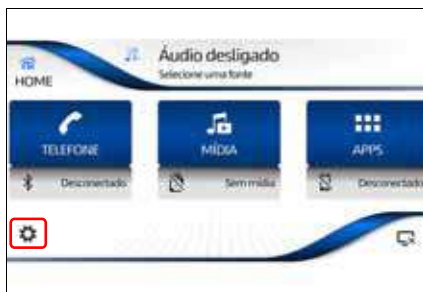 Áudio desligado
Selecione uma fonte
HOME
TELEFONE
MÍDIA
APPS
Desconectado
Sem mídia
Desconectado